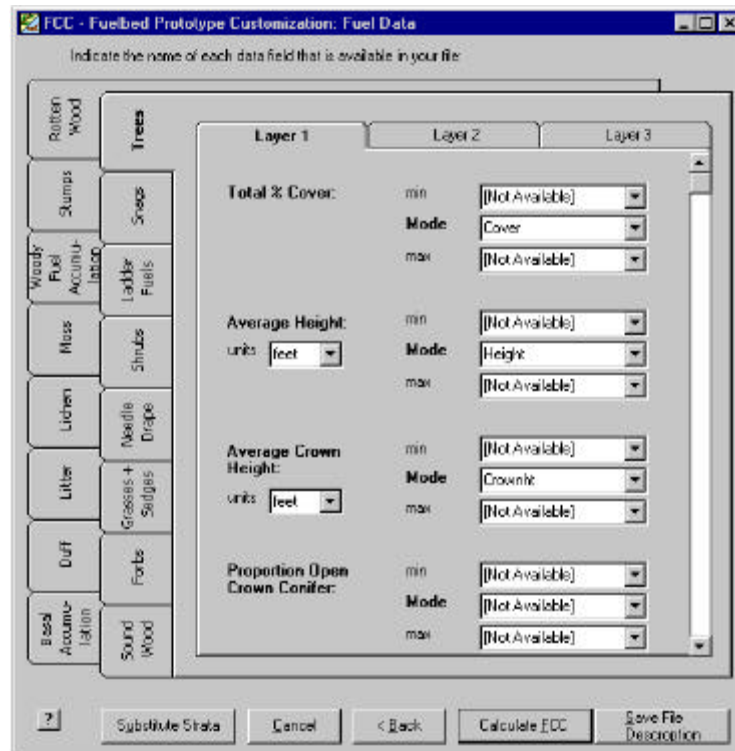 FCC - Fuelbed Prototype Customization: Fuel Data
Indicate the name of each data field that is available in your file
Rotten
Wood
Stumps
Woody
Fuel
Accumu-
lation
Moss
Lichen
Litter
Duff
Basal
Accumu-
lation
Trees
Snags
Ladder
Fuels
Shrubs
Needle
Drape
Grasses +
Sedges
Forbs
Sound
Wood
Layer 1
Layer 2
Layer 3
Total % Cover:
min
[Not Available]
Mode
Cover
max
[Not Available]
Average Height:
units feet
min
[Not Available]
Mode
Height
max
[Not Available]
Average Crown
Height:
units feet
min
[Not Available]
Mode
Crownht
max
[Not Available]
Proportion Open
Crown Conifer:
min
[Not Available]
Mode
[Not Available]
max
[Not Available]
?
Substitute Strata
Cancel
< Back
Calculate FCC
Save File
Description